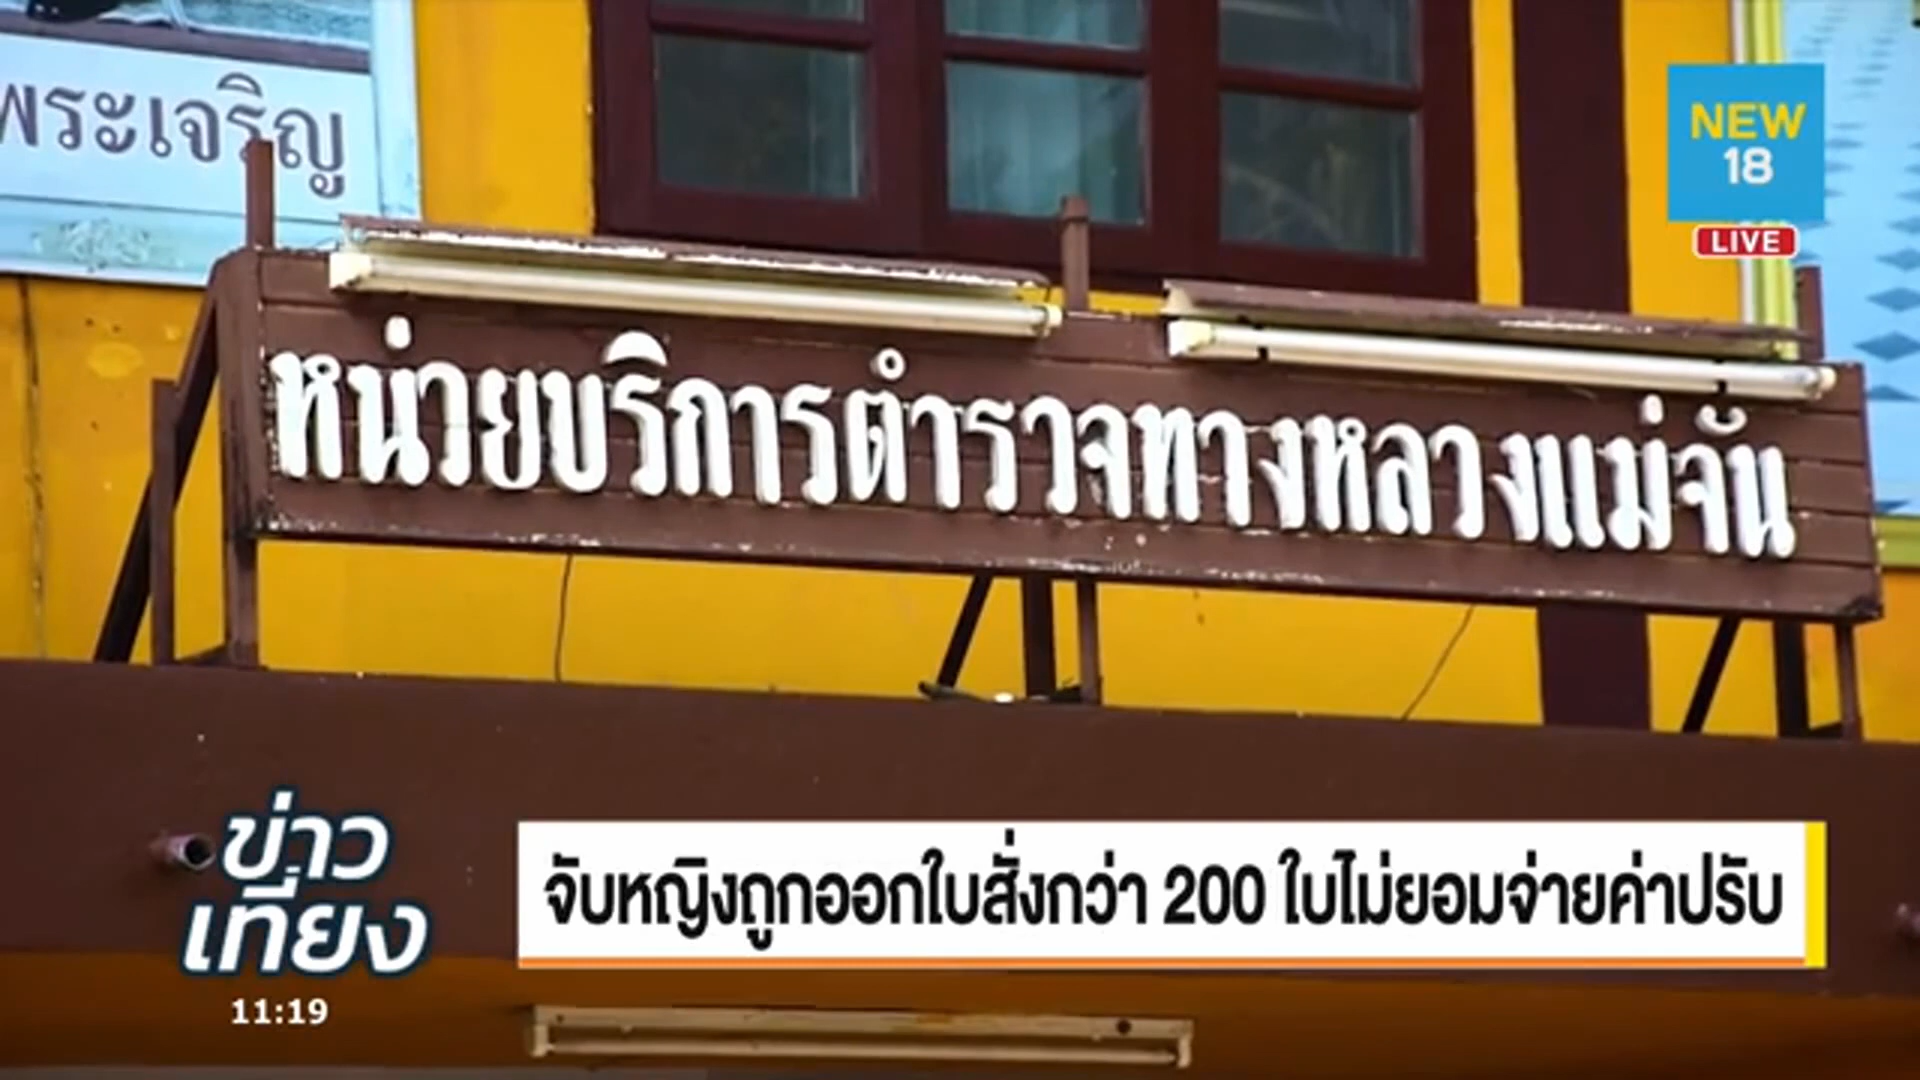 พระเจริญ
NEW
18
LIVE
หน่วยบริการตำรวจทางหลวงแม่จัน
ข่าว
เที่ยง
11:19
จับหญิงถูกออกใบสั่งกว่า 200 ใบไม่ยอมจ่ายค่าปรับ